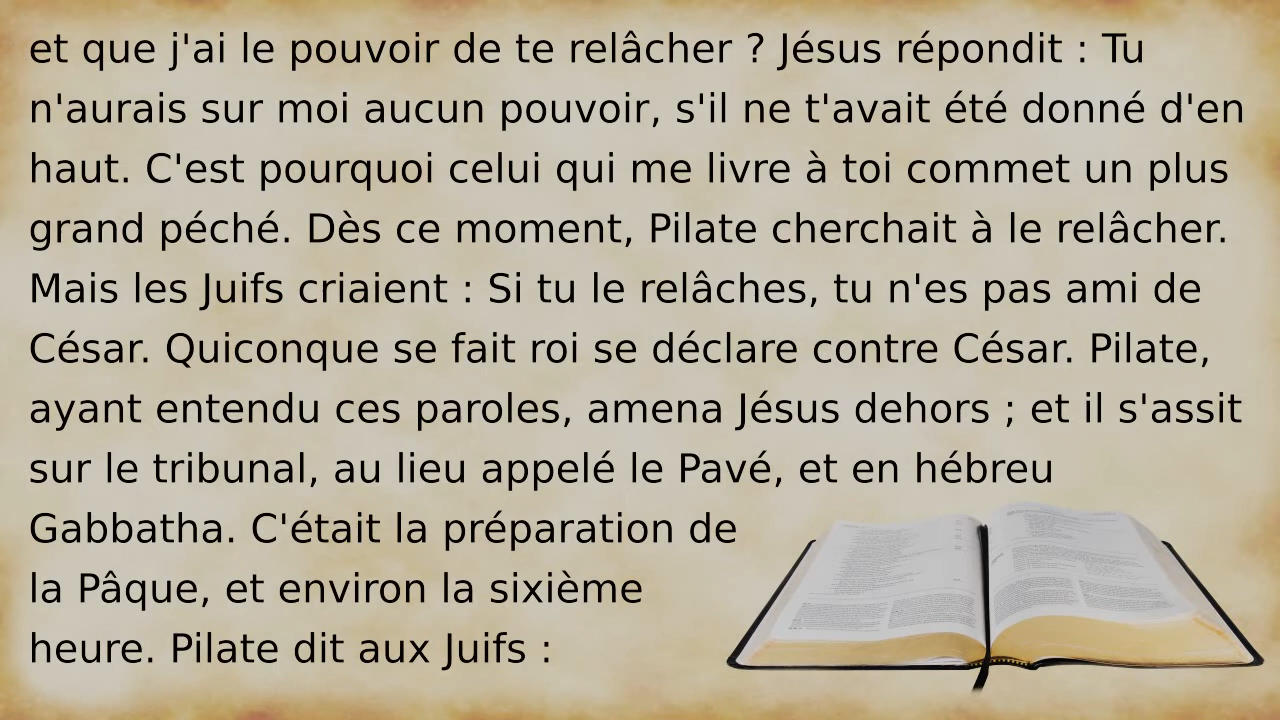 et que j'ai le pouvoir de te relâcher ? Jésus répondit : Tu
n'aurais sur moi aucun pouvoir, s'il ne t'avait été donné d'en
haut. C'est pourquoi celui qui me livre à toi commet un plus
grand péché. Dès ce moment, Pilate cherchait à le relâcher.
Mais les Juifs criaient : Si tu le relâches, tu n'es pas ami de
César. Quiconque se fait roi se déclare contre César. Pilate,
ayant entendu ces paroles, amena Jésus dehors ; et il s'assit
sur le tribunal, au lieu appelé le Pavé, et en hébreu
Gabbatha. C'était la préparation de
la Pâque, et environ la sixième
heure. Pilate dit aux Juifs :